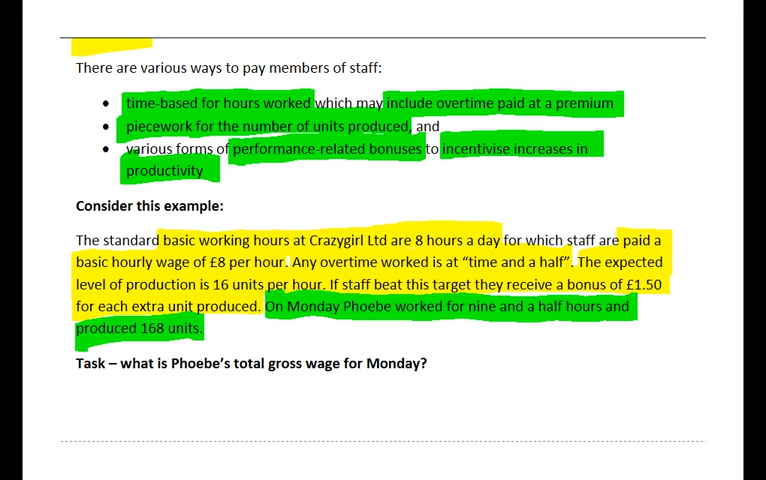 There are various ways to pay members of staff:
• time-based for hours worked which may include overtime paid at a premium
• piecework for the number of units produced, and
• various forms of performance-related bonuses to incentivise increases in
productivity
Consider this example:
The standard basic working hours at Crazygirl Ltd are 8 hours a day for which staff are paid a
basic hourly wage of £8 per hour. Any overtime worked is at “time and a half”. The expected
level of production is 16 units per hour. If staff beat this target they receive a bonus of £1.50
for each extra unit produced. On Monday Phoebe worked for nine and a half hours and
produced 168 units.
Task – what is Phoebe’s total gross wage for Monday?